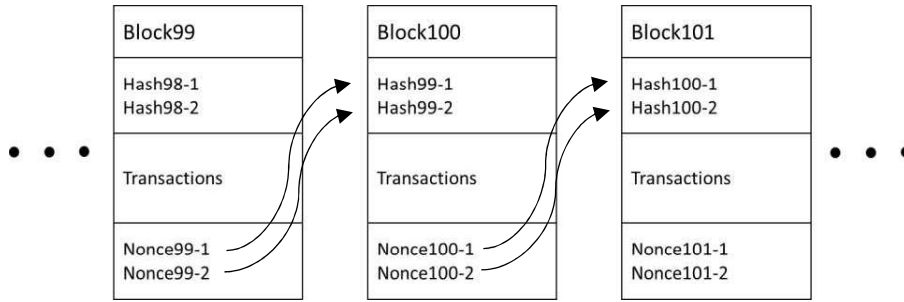 Block99
Hash98-1
Hash98-2
Transactions
Nonce99-1
Nonce99-2
Block100
Hash99-1
Hash99-2
Transactions
Nonce100-1
Nonce100-2
Block101
Hash100-1
Hash100-2
Transactions
Nonce101-1
Nonce101-2